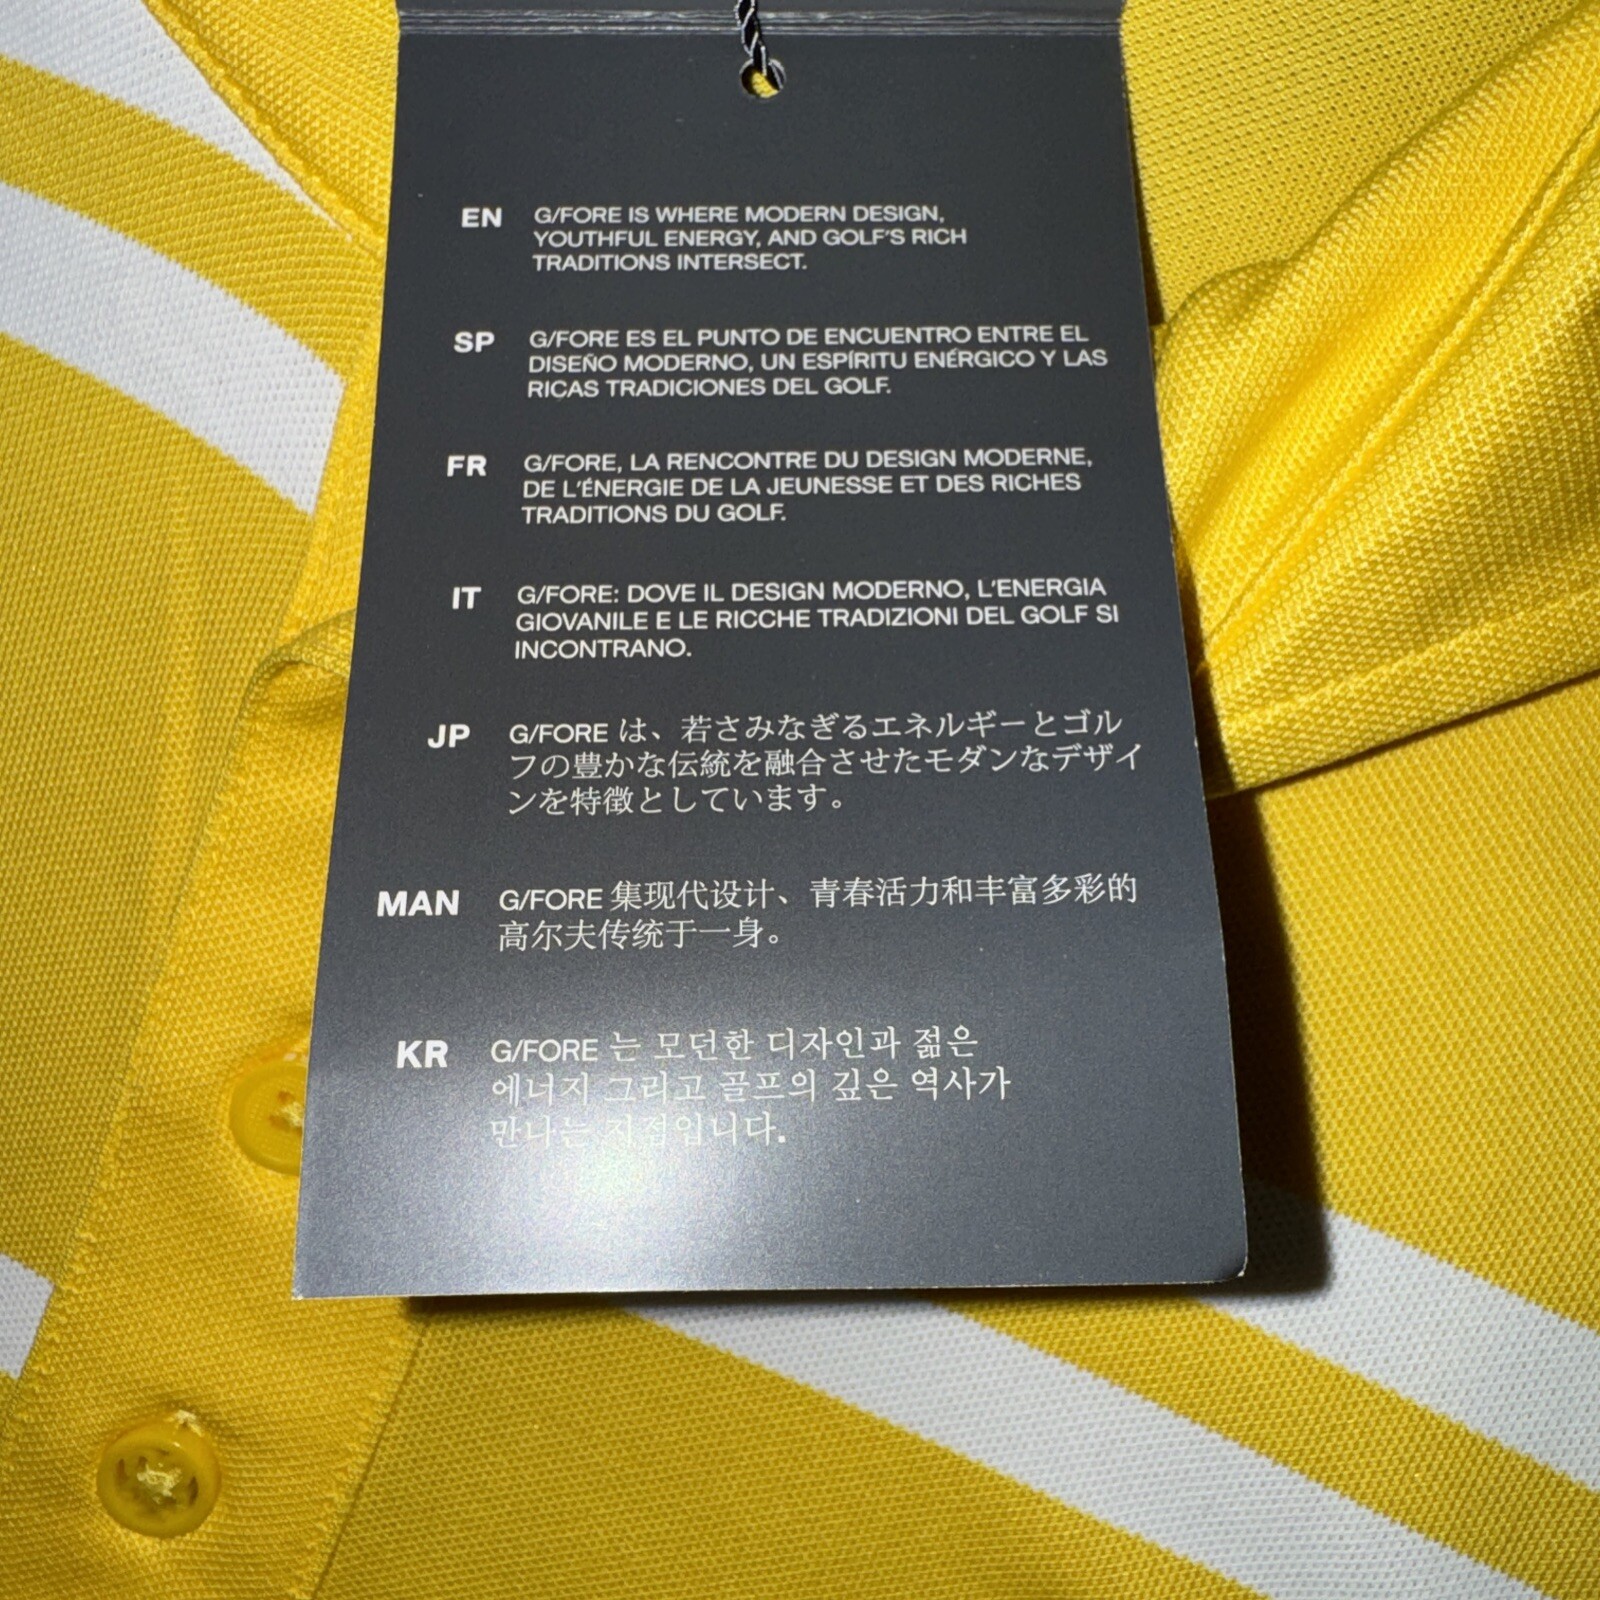 EN
G/FORE IS WHERE MODERN DESIGN,
YOUTHFUL ENERGY, AND GOLF'S RICH
TRADITIONS INTERSECT.
SP
G/FORE ES EL PUNTO DE ENCUENTRO ENTRE EL
DISEÑO MODERNO, UN ESPÍRITU ENÉRGICO Y LAS
RICAS TRADICIONES DEL GOLF.
FR
G/FORE, LA RENCONTRE DU DESIGN MODERNE,
DE L'ÉNERGIE DE LA JEUNESSE ET DES RICHES
TRADITIONS DU GOLF.
IT
G/FORE: DOVE IL DESIGN MODERNO, L'ENERGIA
GIOVANILE E LE RICCHE TRADIZIONI DEL GOLF SI
INCONTRANO.
JP
G/FORE は、若さみなぎるエネルギーとゴル
フの豊かな伝統を融合させたモダンなデザイ
ンを特徴としています。
MAN
G/FORE 集现代设计、青春活力和丰富多彩的
高尔夫传统于一身。
KR
G/FORE 는 모던한 디자인과 젊은
에너지 그리고 골프의 깊은 역사가
만나는 지점입니다.